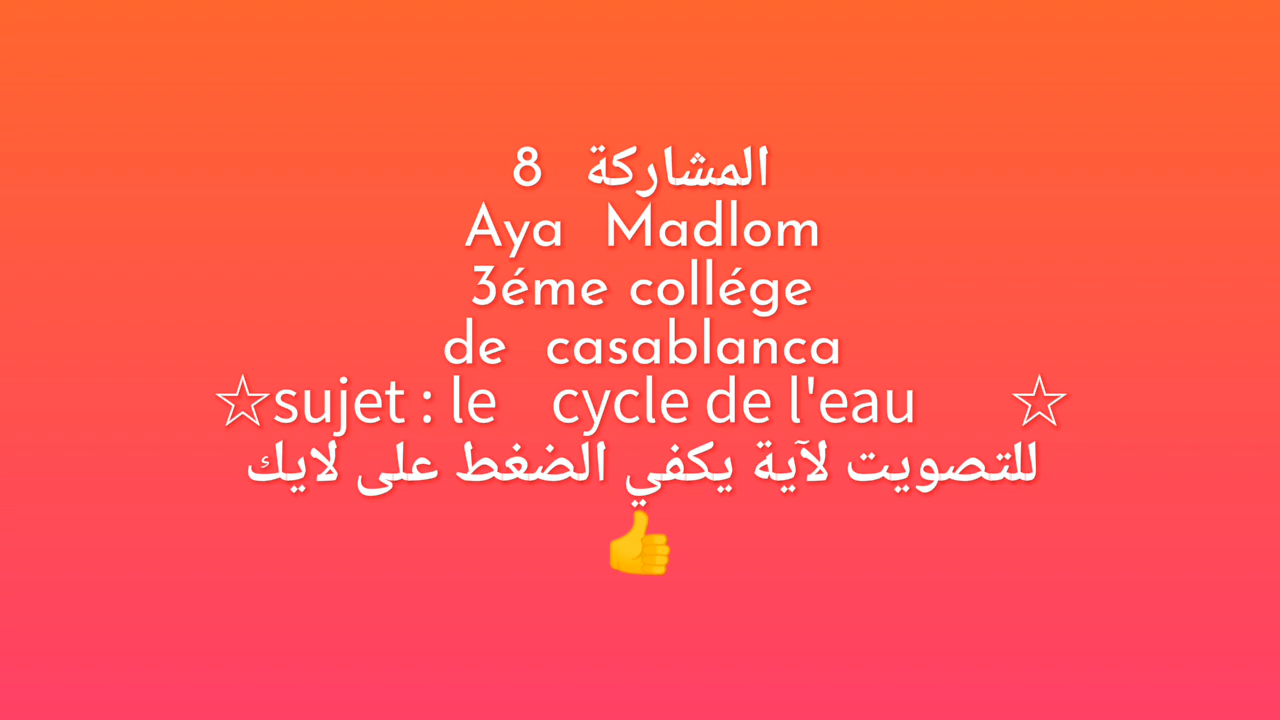 المشاركة 8
Aya Madlom
3éme collége
de casablanca
☆sujet : le cycle de l'eau ☆
للتصويت لآية يكفي الضغط على لايك
👍